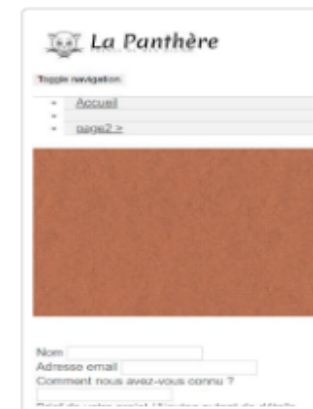 La Panthère
Toggle navigation
Accueil
page2 >
Nom
Adresse email
Comment nous avez-vous connu ?